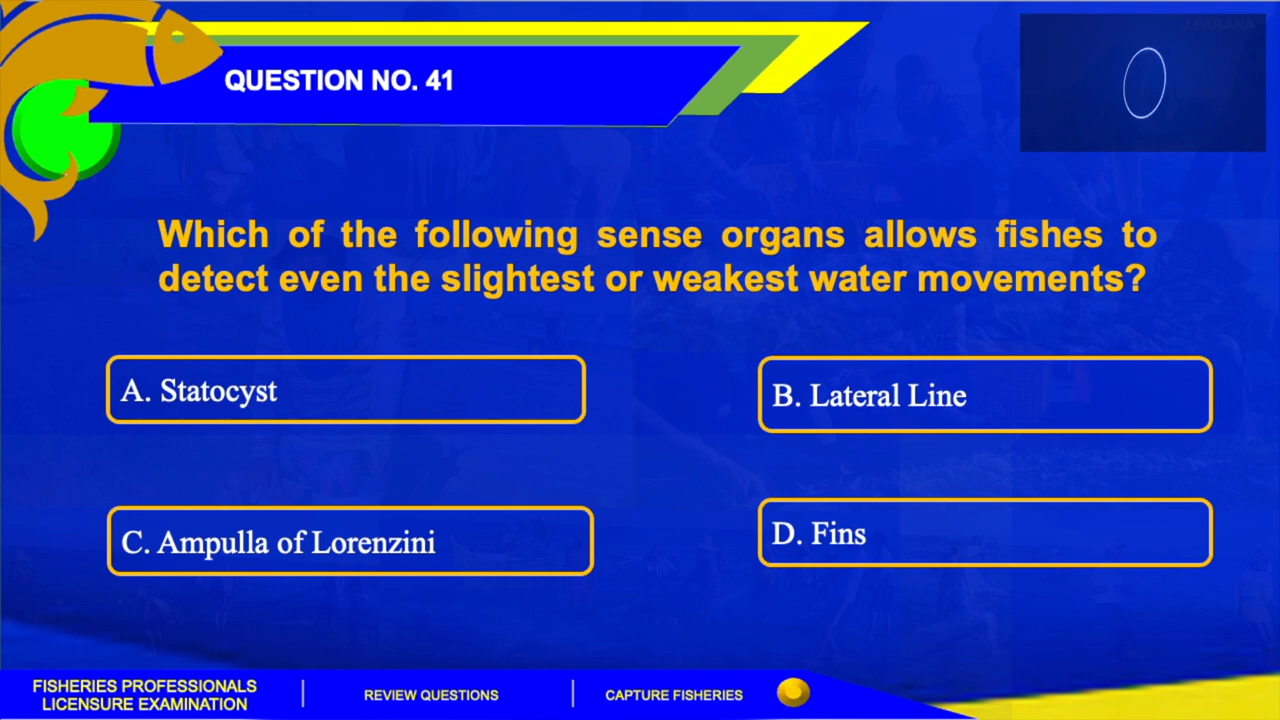 J PARANA
QUESTION NO. 41
Which of the following sense organs allows fishes to
detect even the slightest or weakest water movements?
A. Statocyst
B. Lateral Line
C. Ampulla of Lorenzini
D. Fins
FISHERIES PROFESSIONALS
LICENSURE EXAMINATION
REVIEW QUESTIONS
CAPTURE FISHERIES